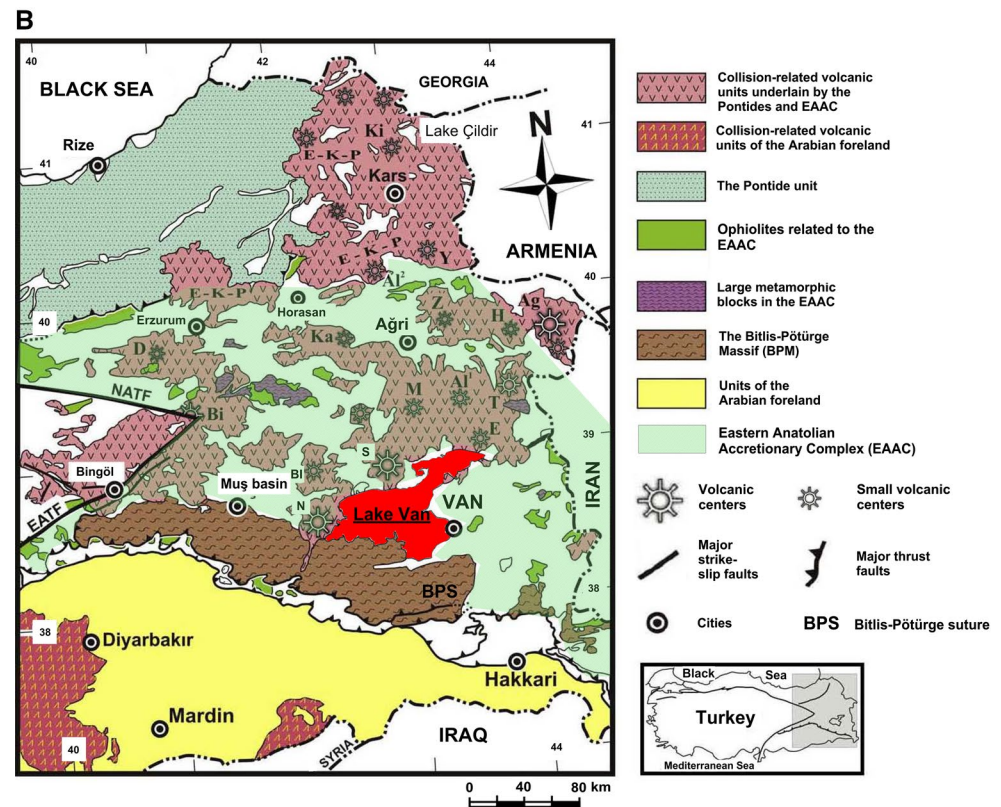 B
40
42
44
BLACK SEA
GEORGIA
Lake Çildir
41
Rize
41
Ki
E-K-P
Kars
N
E-K-P
Y
ARMENIA
Al²
40
E-K-P
Horasan
Z
H
Ag
40
Erzurum
Ağri
Ka
D
NATF
M
Al
T
Bi
E
39
S
Bingöl
Bl
Muş basin
IRAN
N
Lake Van
VAN
EATF
38
BPS
38
Diyarbakır
Hakkari
Mardin
IRAQ
SYRIA
40
44
0 40 80 km
Collision-related volcanic
units underlain by the
Pontides and EAAC
Collision-related volcanic
units of the Arabian foreland
The Pontide unit
Ophiolites related to the
EAAC
Large metamorphic
blocks in the EAAC
The Bitlis-Pötürge
Massif (BPM)
Units of the
Arabian foreland
Eastern Anatolian
Accretionary Complex (EAAC)
Volcanic
centers
Small volcanic
centers
Major
strike-
slip faults
Major thrust
faults
Cities
BPS Bitlis-Pötürge suture
Black Sea
Turkey
Mediterranean Sea